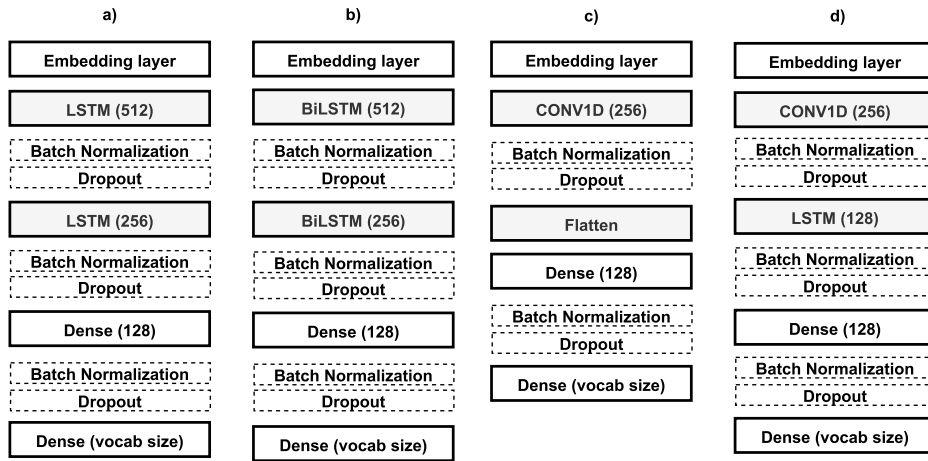 a)
Embedding layer
LSTM (512)
Batch Normalization
Dropout
LSTM (256)
Batch Normalization
Dropout
Dense (128)
Batch Normalization
Dropout
Dense (vocab size)
b)
Embedding layer
BiLSTM (512)
Batch Normalization
Dropout
BiLSTM (256)
Batch Normalization
Dropout
Dense (128)
Batch Normalization
Dropout
Dense (vocab size)
c)
Embedding layer
CONV1D (256)
Batch Normalization
Dropout
Flatten
Dense (128)
Batch Normalization
Dropout
Dense (vocab size)
d)
Embedding layer
CONV1D (256)
Batch Normalization
Dropout
LSTM (128)
Batch Normalization
Dropout
Dense (128)
Batch Normalization
Dropout
Dense (vocab size)